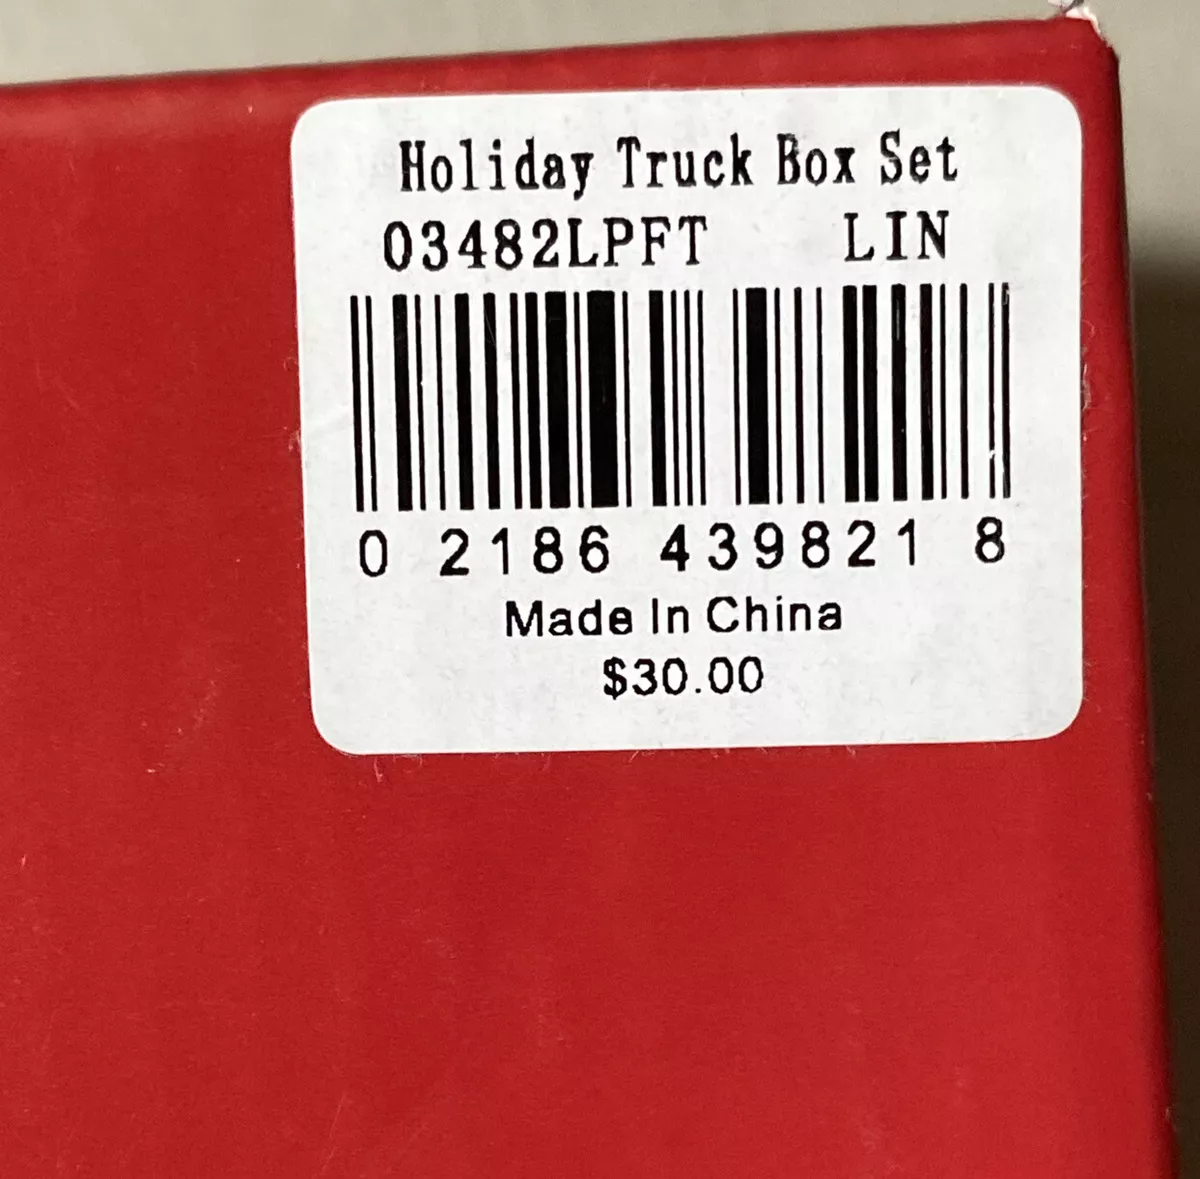 Holiday Truck Box Set
03482LPFT LIN
0 2186 439821 8
Made In China
$30.00